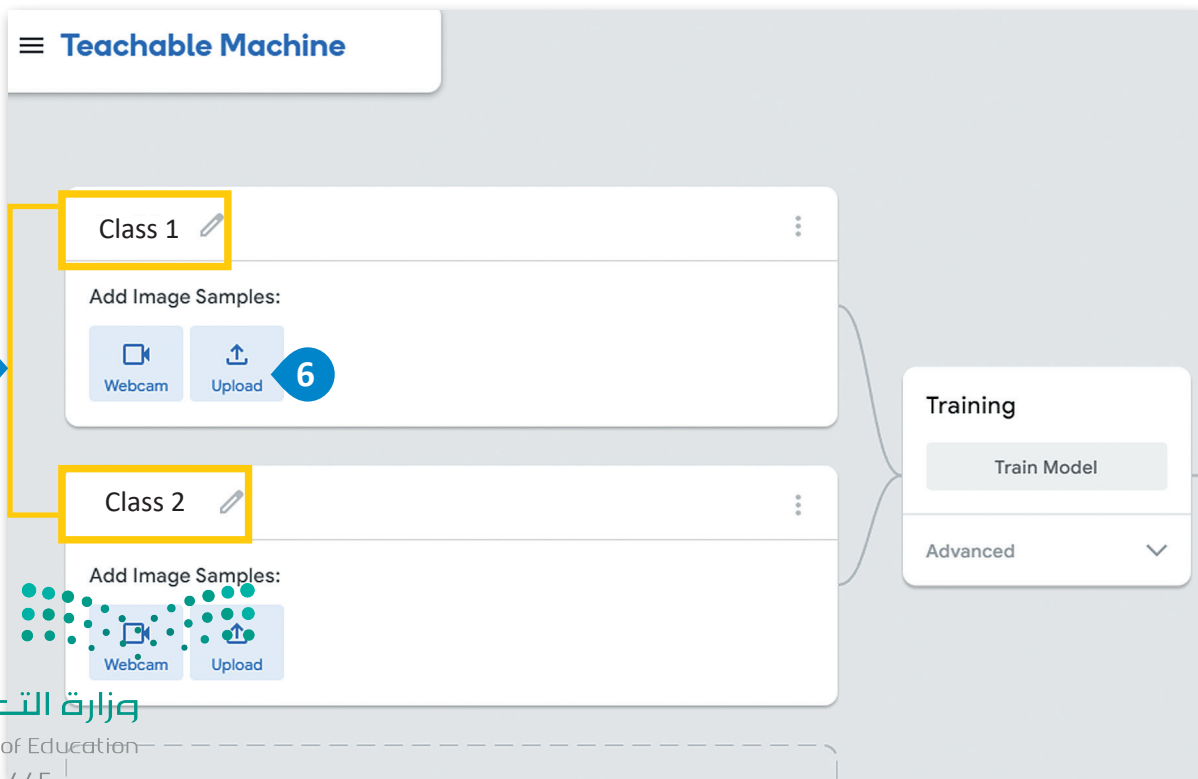 Teachable Machine
Class 1
Add Image Samples:
Webcam
Upload
6
Training
Train Model
Advanced
Class 2
Add Image Samples:
Webcam
Upload
وزارة
of Education